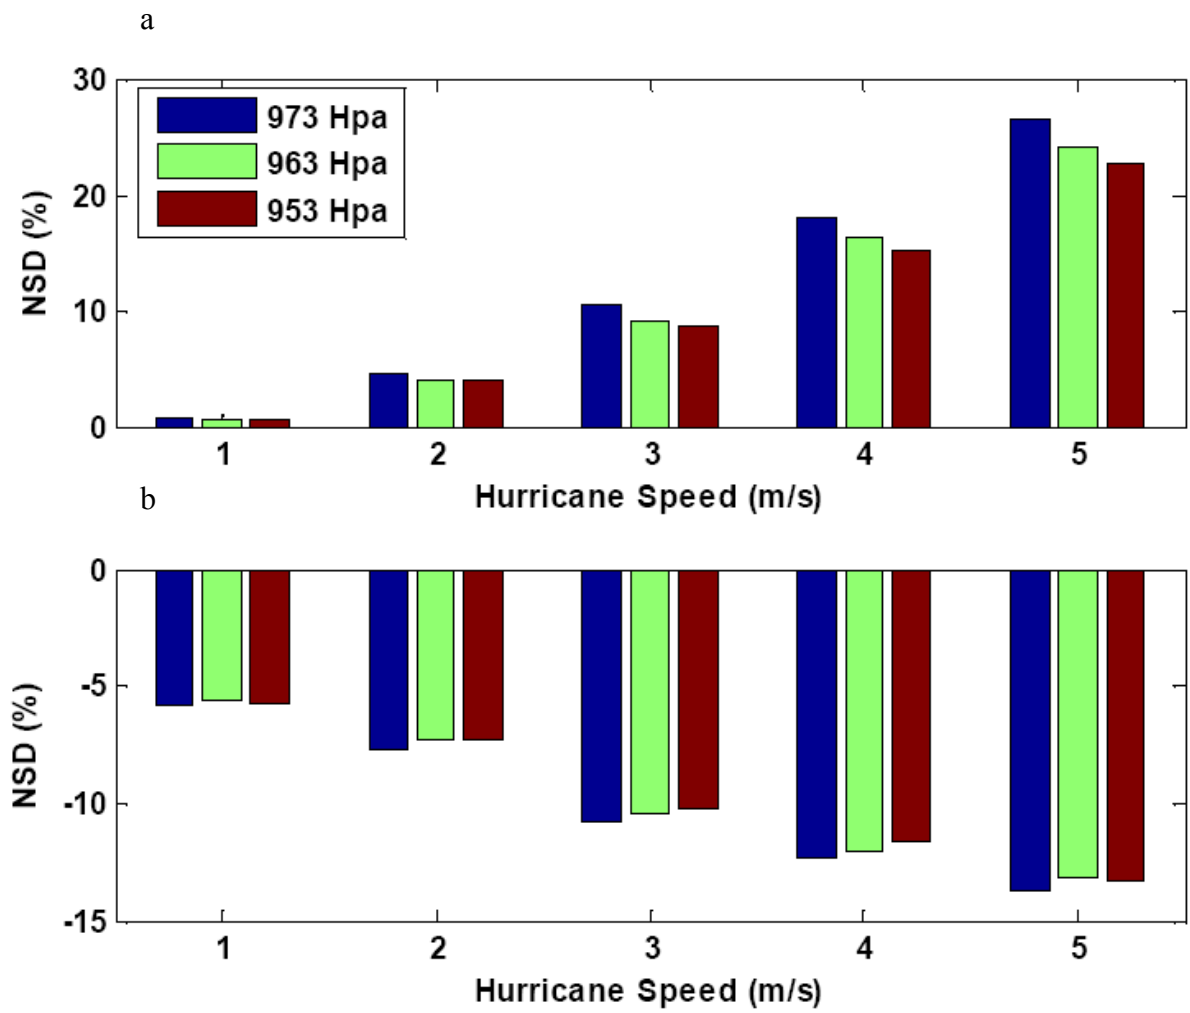 a
30
20
10
0
NSD (%)
973 Hpa
963 Hpa
953 Hpa
1 2 3 4 5
Hurricane Speed (m/s)
b
0
-5
-10
-15
NSD (%)
1 2 3 4 5
Hurricane Speed (m/s)